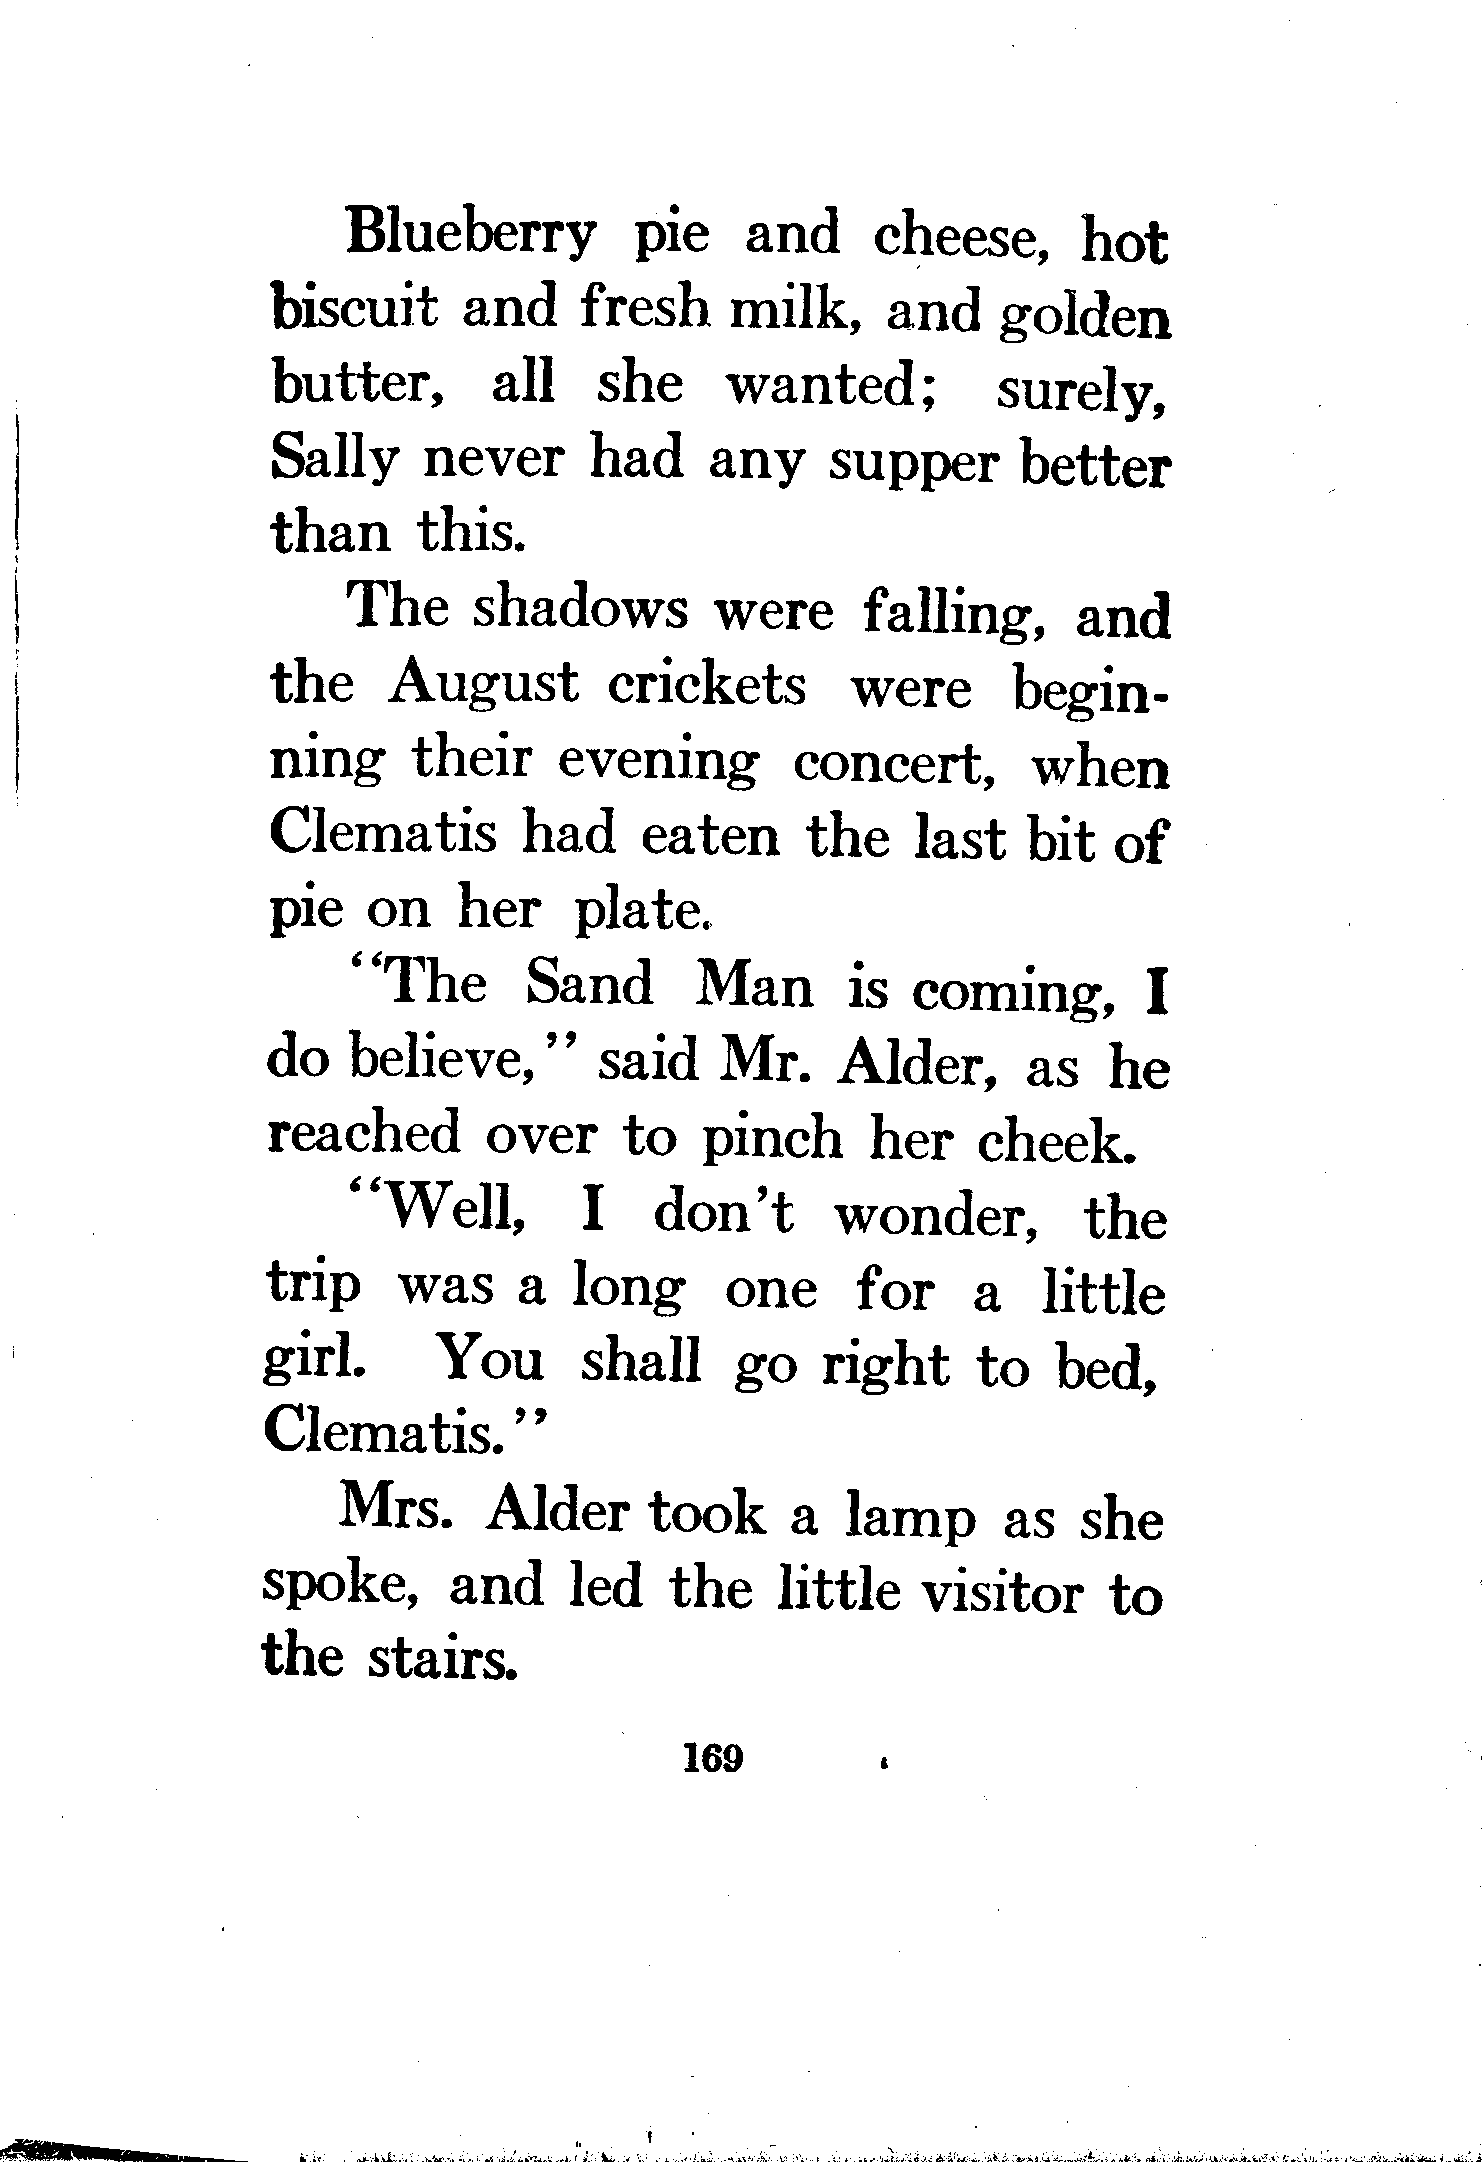 Blueberry pie and cheese, hot
biscuit and fresh milk, and golden
butter, all she wanted; surely,
Sally never had any supper better
than this.
The shadows were falling, and
the August crickets were begin-
ning their evening concert, when
Clematis had eaten the last bit of
pie on her plate.
"The Sand Man is coming, I
do believe," said Mr. Alder, as he
reached over to pinch her cheek.
"Well, I don't wonder, the
trip was a long one for a little
girl. You shall go right to bed,
Clematis."
Mrs. Alder took a lamp as she
spoke, and led the little visitor to
the stairs.
169